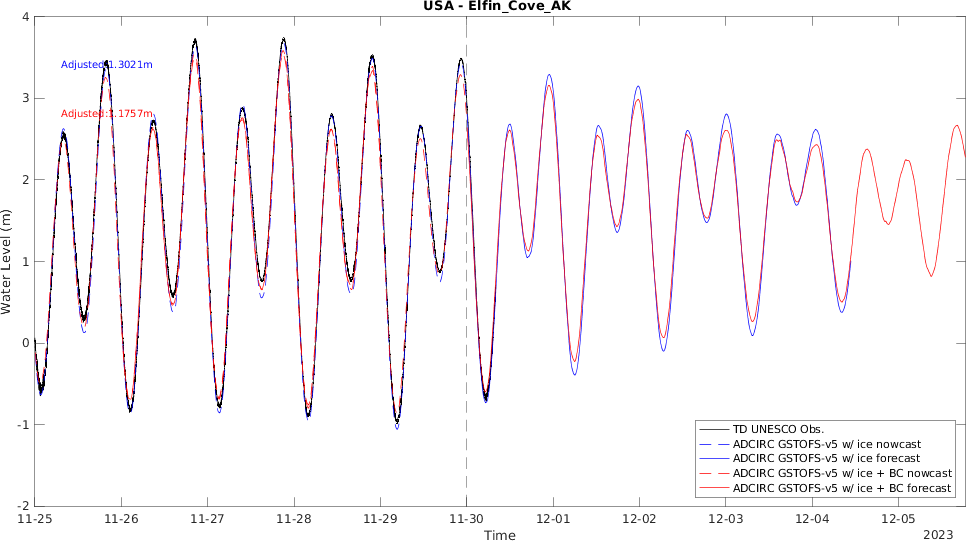 USA - Elfin_Cove_AK
Water Level (m)
4
3
2
1
0
-1
-2
Adjusted:1.3021m
Adjusted:1.1757m
TD UNESCO Obs.
ADCIRC GSTOFS-v5 w/ ice nowcast
ADCIRC GSTOFS-v5 w/ ice forecast
ADCIRC GSTOFS-v5 w/ ice + BC nowcast
ADCIRC GSTOFS-v5 w/ ice + BC forecast
11-25 11-26 11-27 11-28 11-29 11-30 12-01 12-02 12-03 12-04 12-05
Time
2023